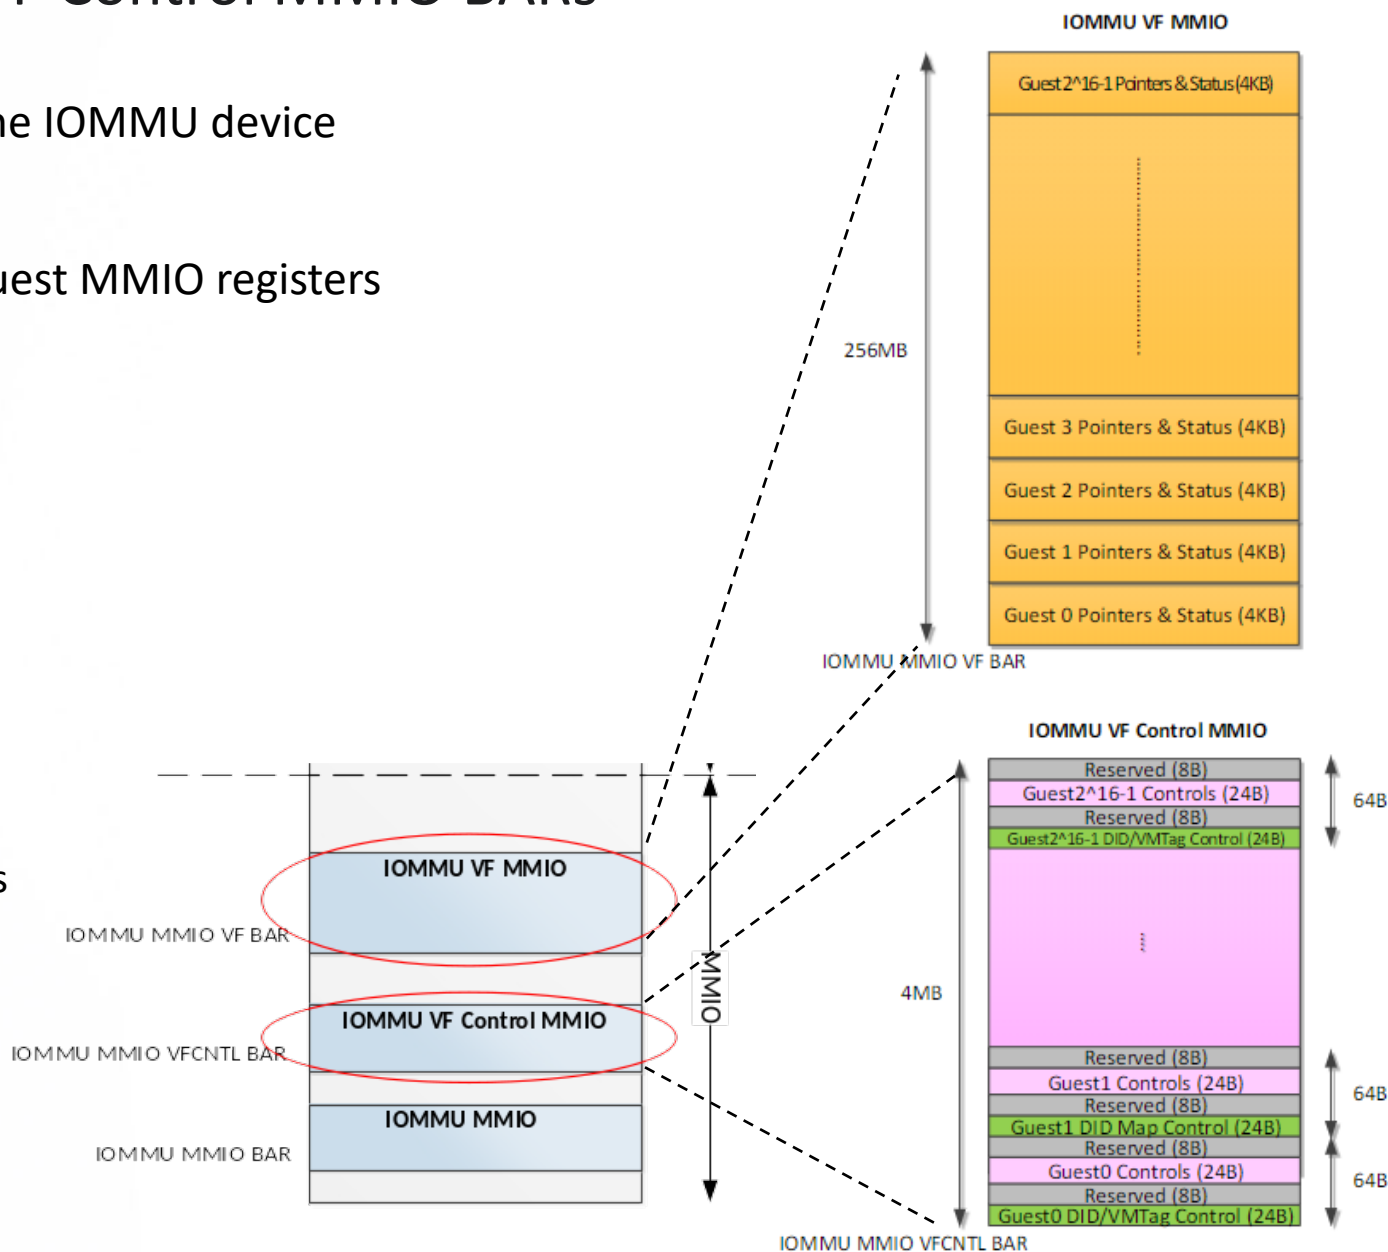 Control MMIO BARs
IOMMU device
MMIO registers
IOMMU VF MMIO
Guest2^16-1 Pointers & Status(4KB)
256MB
Guest 3 Pointers & Status (4KB)
Guest 2 Pointers & Status (4KB)
Guest 1 Pointers & Status (4KB)
Guest 0 Pointers & Status (4KB)
IOMMU MMIO VF BAR
IOMMU VF Control MMIO
Reserved (8B)
Guest2^16-1 Controls (24B)
Reserved (8B)
Guest2^16-1 DID/VMTag Control (24B)
64B
4MB
Reserved (8B)
Guest1 Controls (24B)
Reserved (8B)
Guest1 DID Map Control (24B)
64B
Reserved (8B)
Guest0 Controls (24B)
Reserved (8B)
Guest0 DID/VMTag Control (24B)
64B
IOMMU MMIO VFCNTL BAR
IOMMU VF MMIO
IOMMU MMIO VF BAR
MMIO
IOMMU VF Control MMIO
IOMMU MMIO VFCNTL BAR
IOMMU MMIO
IOMMU MMIO BAR